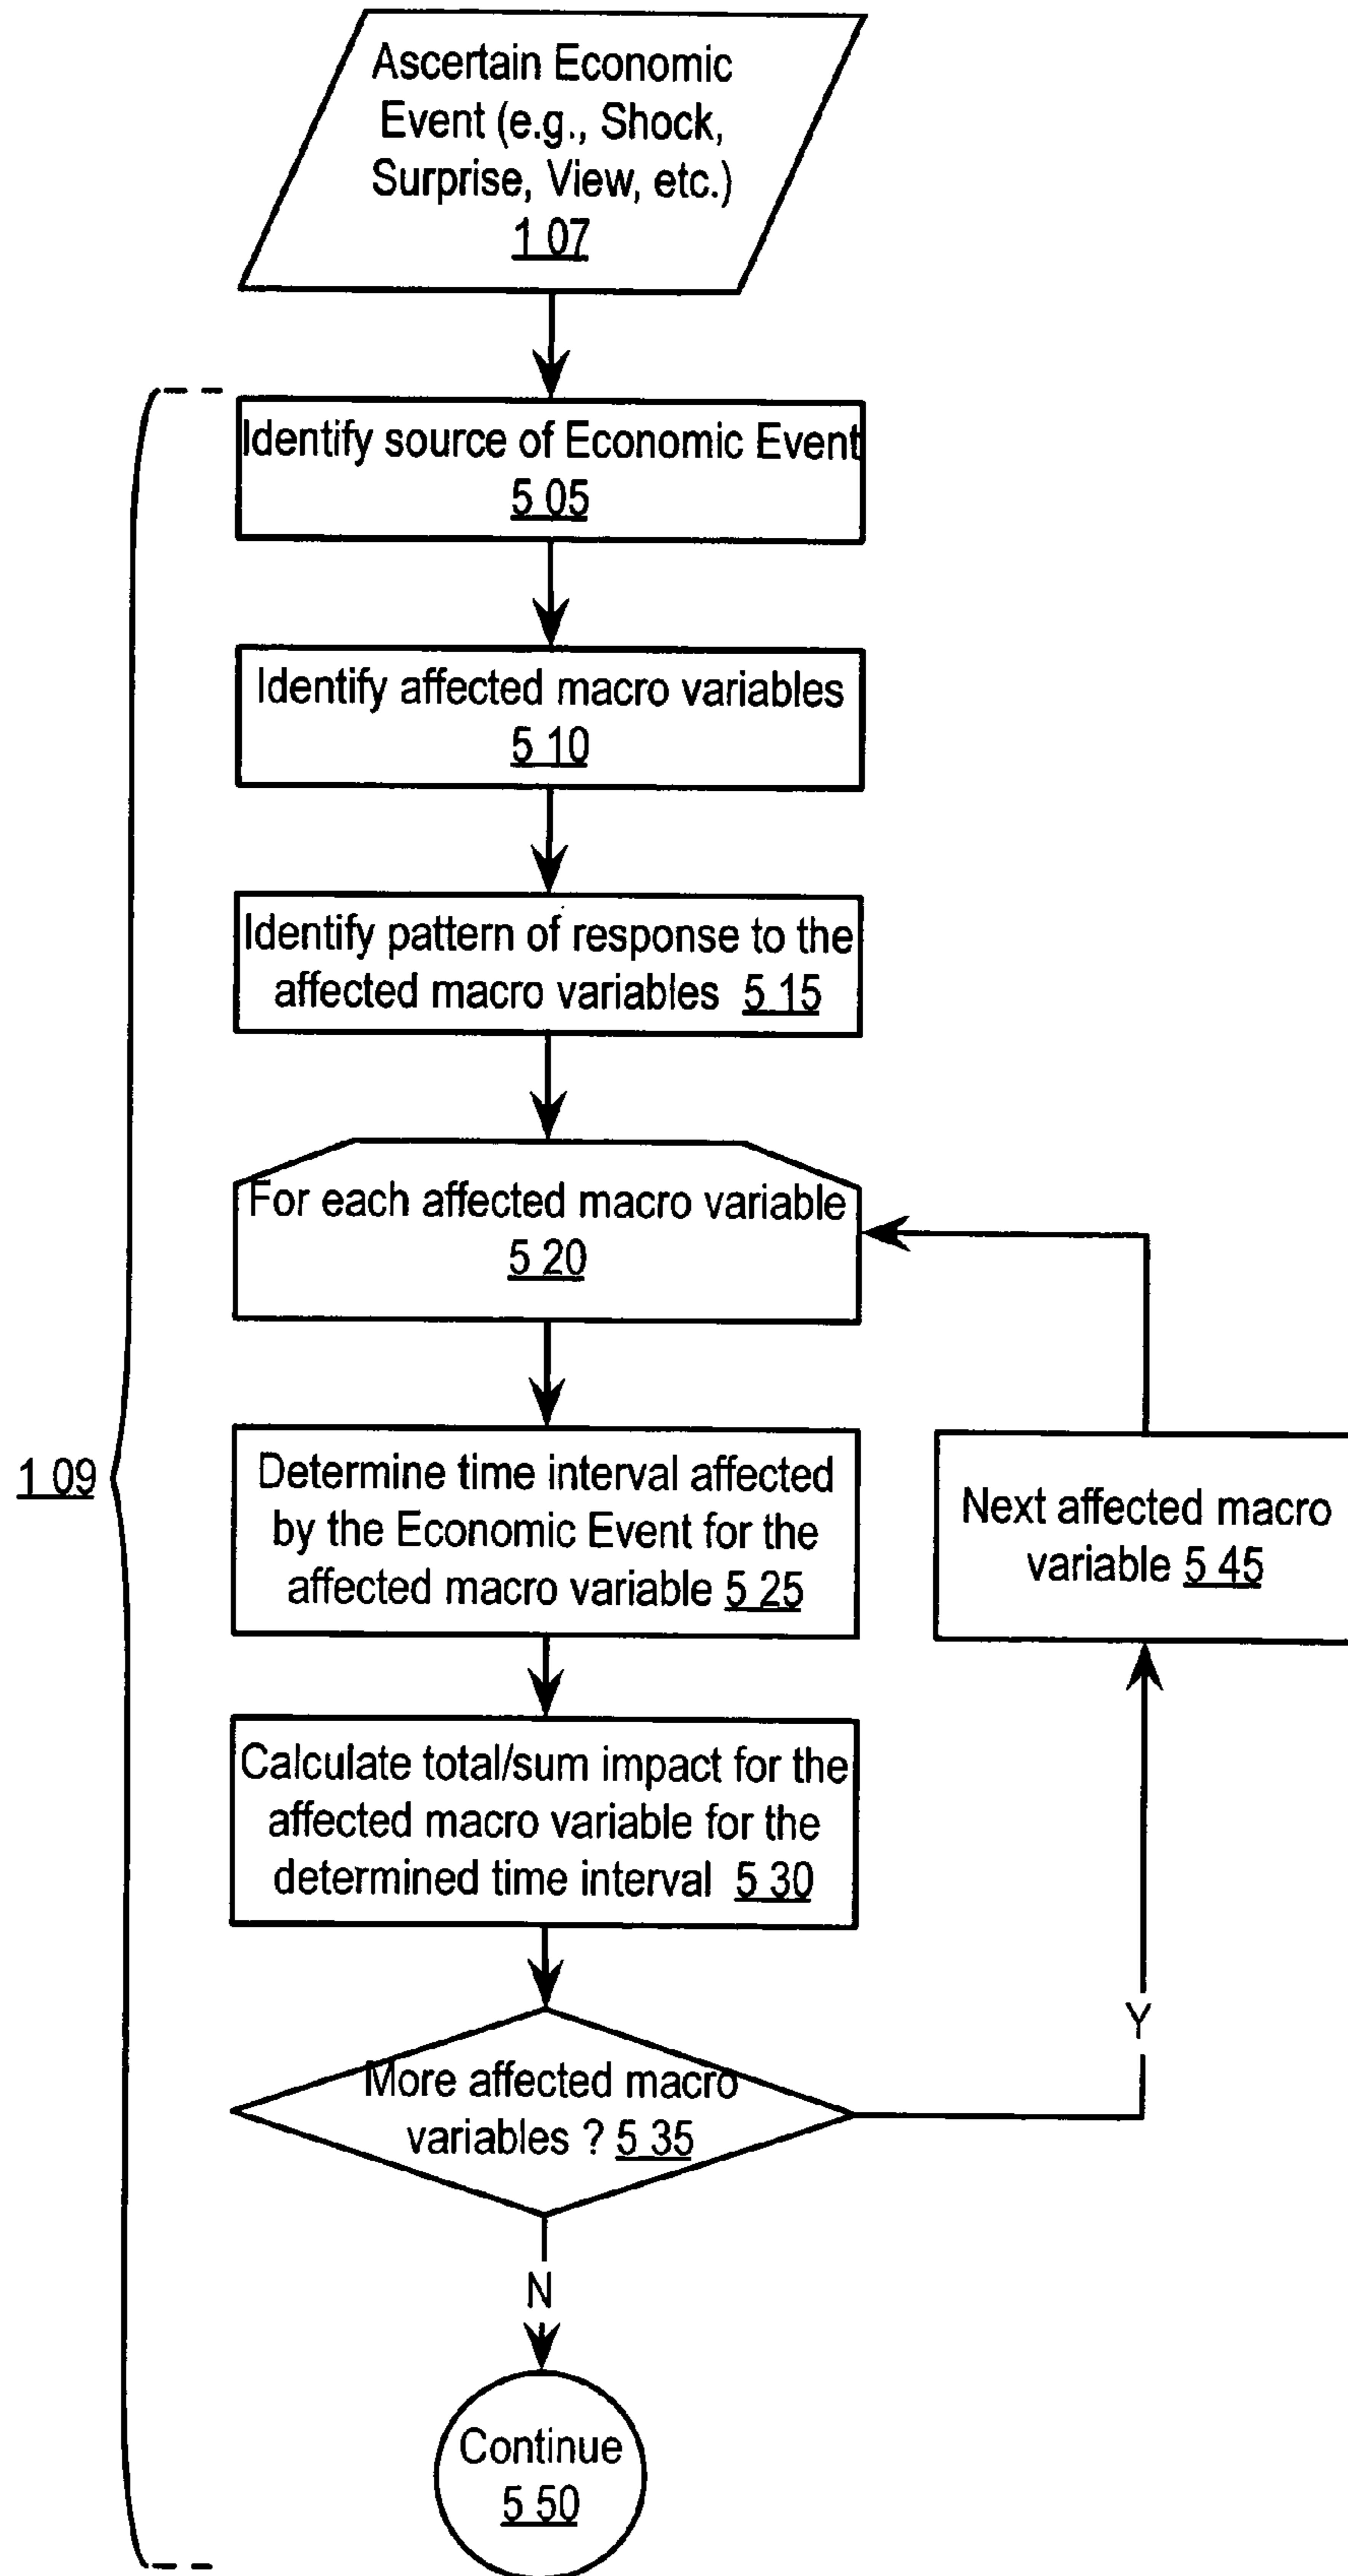 Ascertain Economic
Event (e.g., Shock,
Surprise, View, etc.)
1 07
Identify source of Economic Event
5 05
Identify affected macro variables
5 10
Identify pattern of response to the
affected macro variables 5 15
For each affected macro variable
5 20
1 09
Determine time interval affected
by the Economic Event for the
affected macro variable 5 25
Next affected macro
variable 5 45
Calculate total/sum impact for the
affected macro variable for the
determined time interval 5 30
Y
More affected macro
variables ? 5 35
N
Continue
5 50